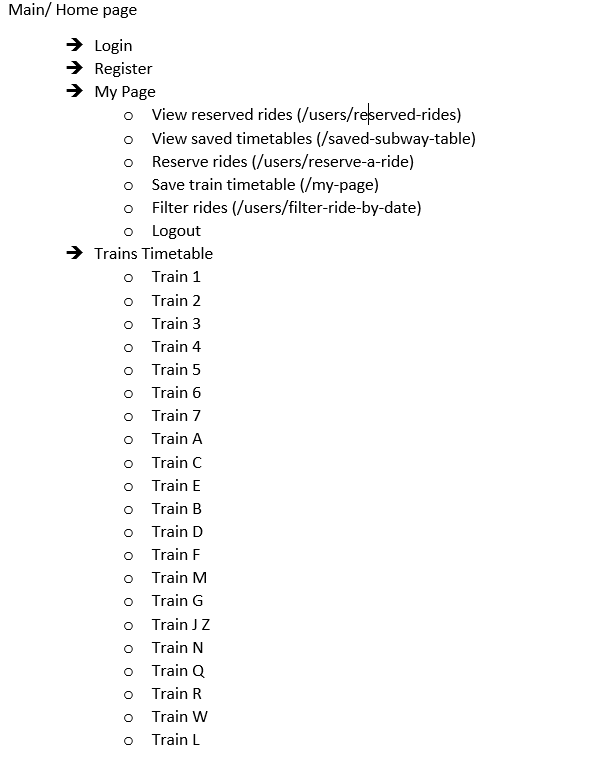 Main/ Home page
➔ Login
➔ Register
➔ My Page
o View reserved rides (/users/reserved-rides)
o View saved timetables (/saved-subway-table)
o Reserve rides (/users/reserve-a-ride)
o Save train timetable (/my-page)
o Filter rides (/users/filter-ride-by-date)
o Logout
➔ Trains Timetable
o Train 1
o Train 2
o Train 3
o Train 4
o Train 5
o Train 6
o Train 7
o Train A
o Train C
o Train E
o Train B
o Train D
o Train F
o Train M
o Train G
o Train J Z
o Train N
o Train Q
o Train R
o Train W
o Train L